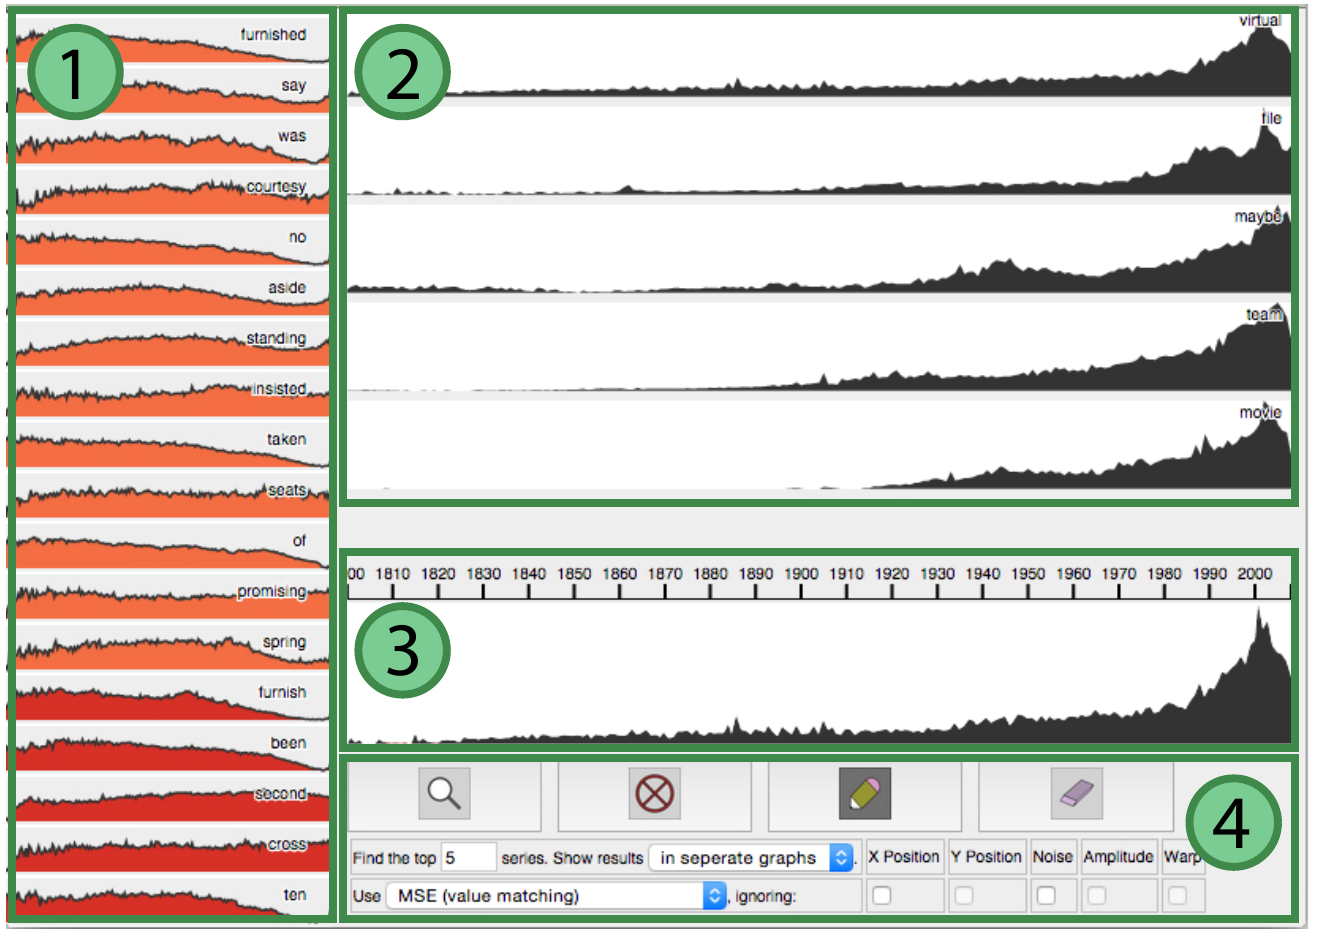 1
furnished
say
was
courtesy
no
aside
standing
insisted
taken
seats
of
promising
spring
furnish
been
second
cross
ten
2
virtual
file
maybe
team
movie
00 1810 1820 1830 1840 1850 1860 1870 1880 1890 1900 1910 1920 1930 1940 1950 1960 1970 1980 1990 2000
3
4
Find the top 5 series. Show results in seperate graphs . X Position Y Position Noise Amplitude Warp
Use MSE (value matching) , ignoring: